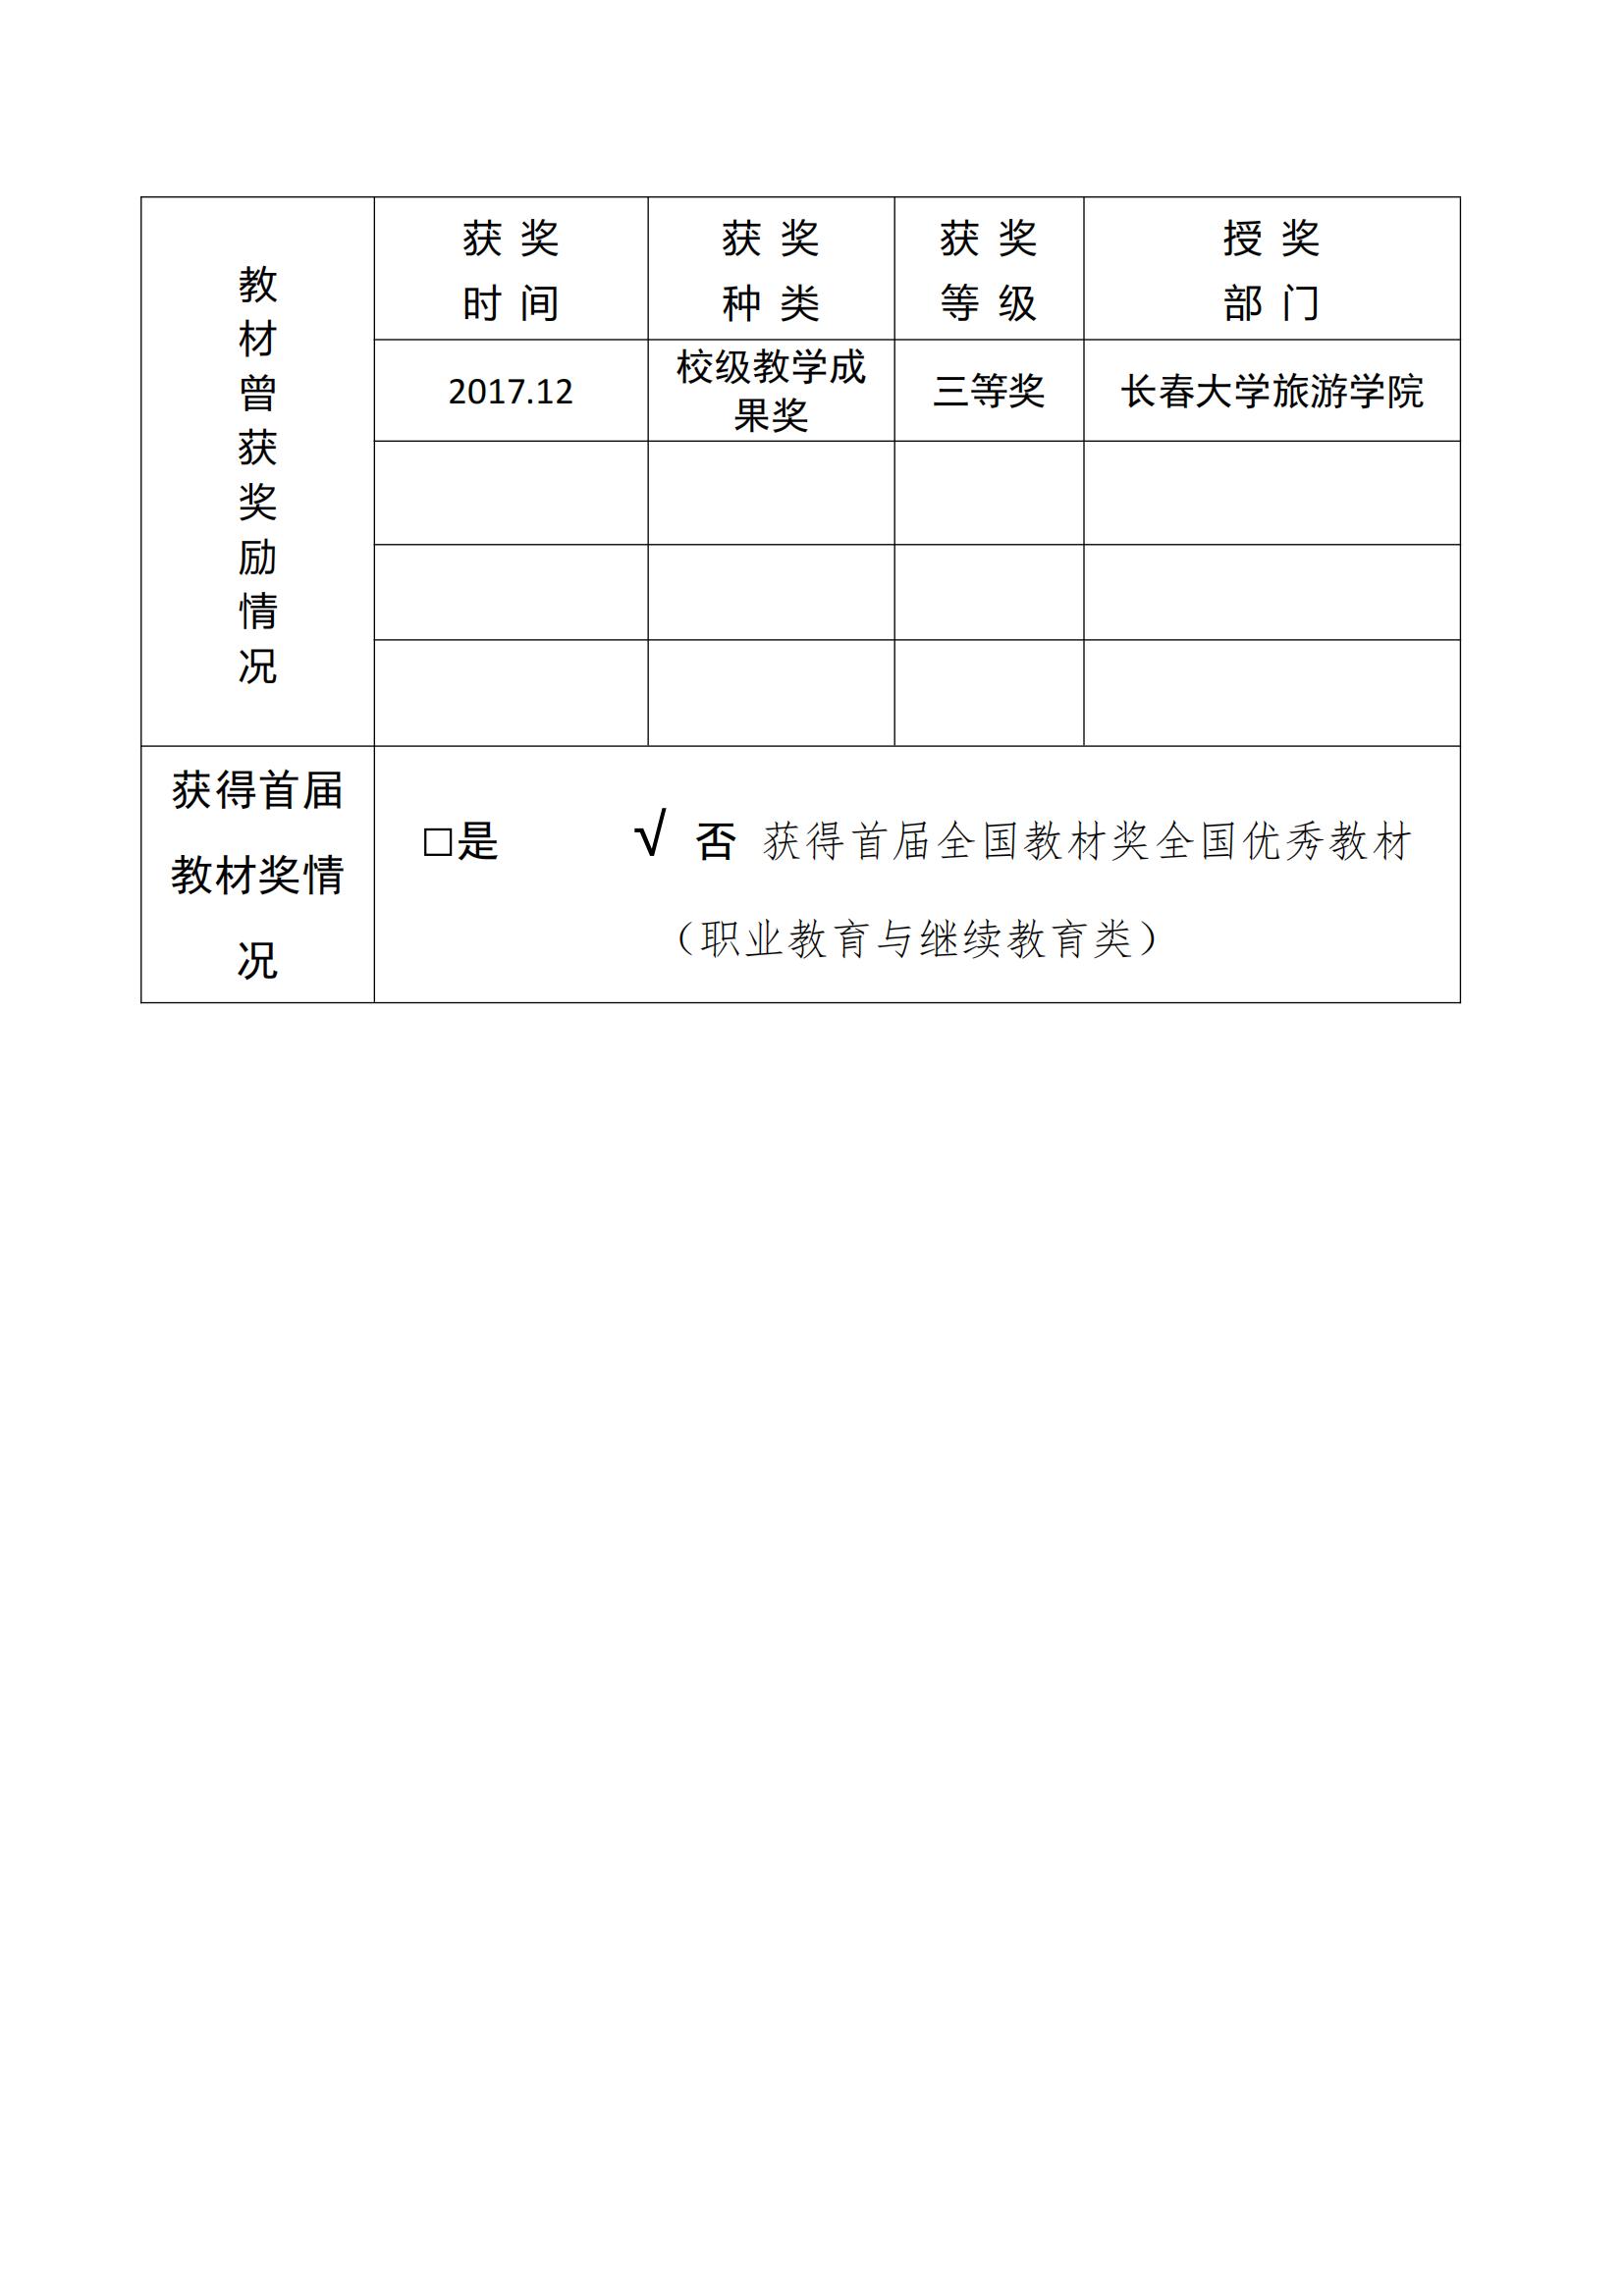 教
材
曾
获
奖
励
情
况
获 奖
时 间
获 奖
种 类
获 奖
等 级
授 奖
部 门
2017.12
校级教学成
果奖
三等奖
长春大学旅游学院
获得首届
教材奖情
况
□是 √ 否 获得首届全国教材奖全国优秀教材
（职业教育与继续教育类）